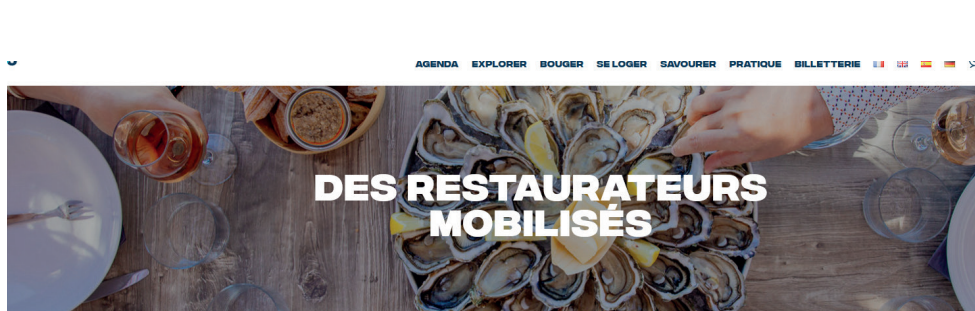 AGENDA EXPLORER BOUGER SE LOGER SAVOURER PRATIQUE BILLETTERIE
DES RESTAURATEURS
MOBILISÉS